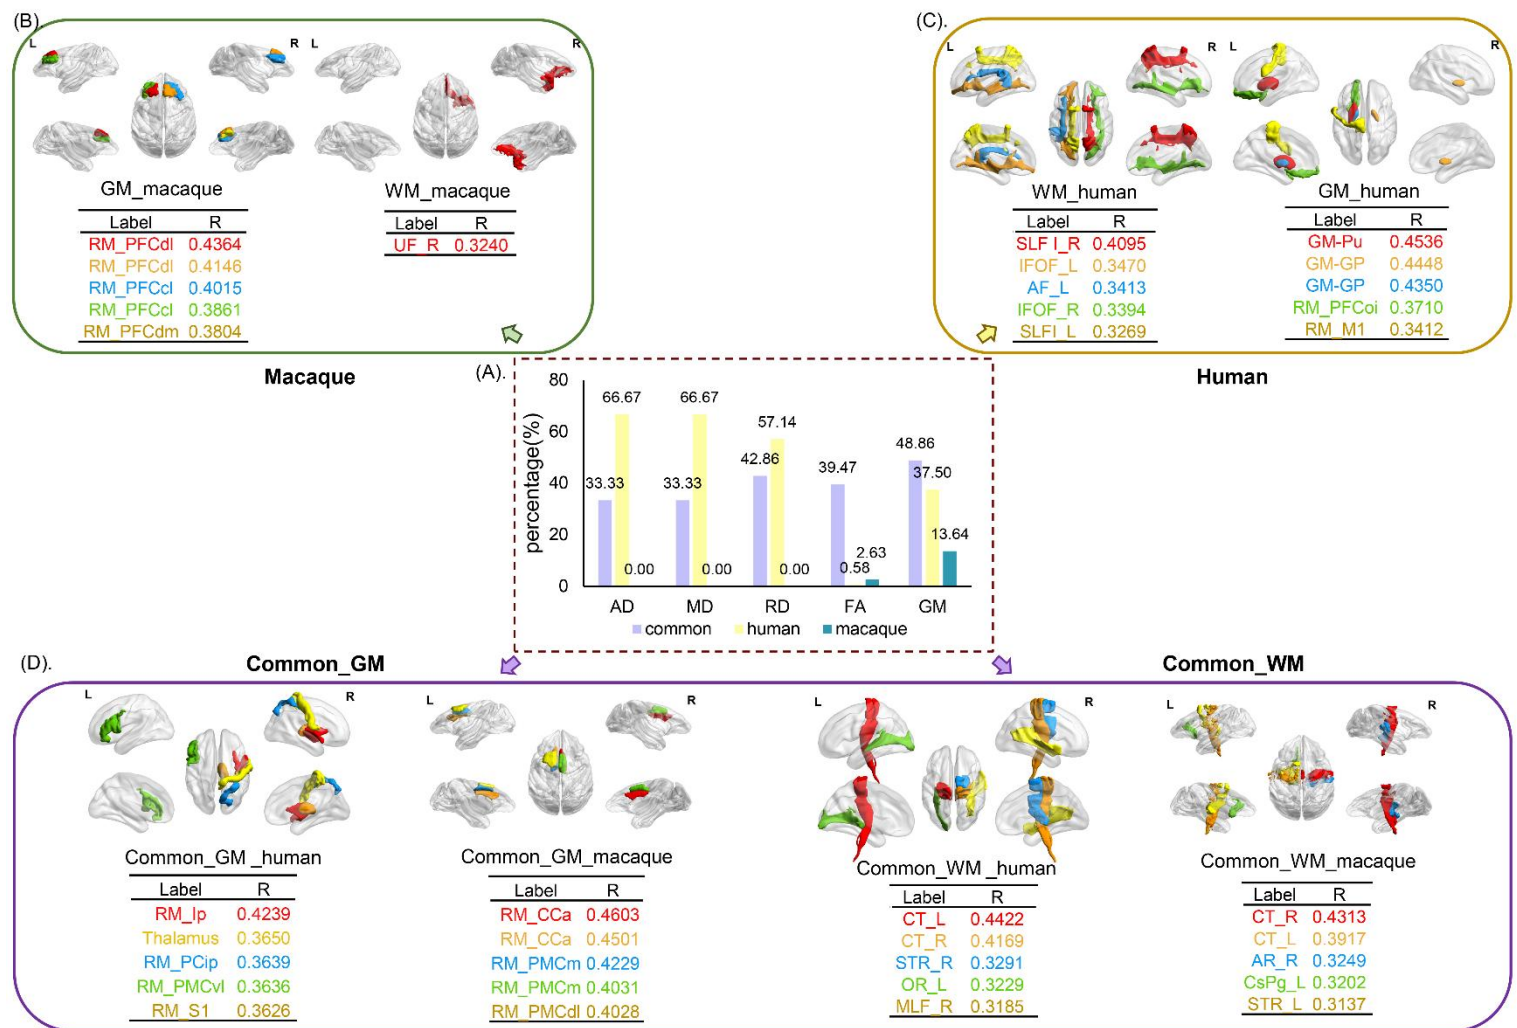 (B).
L
R
L
R
GM_macaque
Label R
RM_PFCdl 0.4364
RM_PFCdl 0.4146
RM_PFCcl 0.4015
RM_PFCcl 0.3861
RM_PFCdm 0.3804
WM_macaque
Label R
UF_R 0.3240
Macaque
(C).
L
R
L
R
WM_human
Label R
SLF I_R 0.4095
IFOF_L 0.3470
AF_L 0.3413
IFOF_R 0.3394
SLFI_L 0.3269
GM_human
Label R
GM-Pu 0.4536
GM-GP 0.4448
GM-GP 0.4350
RM_PFCoi 0.3710
RM_M1 0.3412
Human
(A).
percentage(%)
80
60
40
20
0
33.33 66.67 0.00
33.33 66.67 0.00
42.86 57.14 0.00
39.47 0.58 2.63
48.86 37.50 13.64
AD MD RD FA GM
common human macaque
(D).
Common_GM
Common_WM
L
R
L
R
L
R
L
R
Common_GM_human
Label R
RM_Ip 0.4239
Thalamus 0.3650
RM_PCip 0.3639
RM_PMCvl 0.3636
RM_S1 0.3626
Common_GM_macaque
Label R
RM_CCa 0.4603
RM_CCa 0.4501
RM_PMCm 0.4229
RM_PMCm 0.4031
RM_PMCdl 0.4028
Common_WM_human
Label R
CT_L 0.4422
CT_R 0.4169
STR_R 0.3291
OR_L 0.3229
MLF_R 0.3185
Common_WM_macaque
Label R
CT_R 0.4313
CT_L 0.3917
AR_R 0.3249
CsPg_L 0.3202
STR_L 0.3137